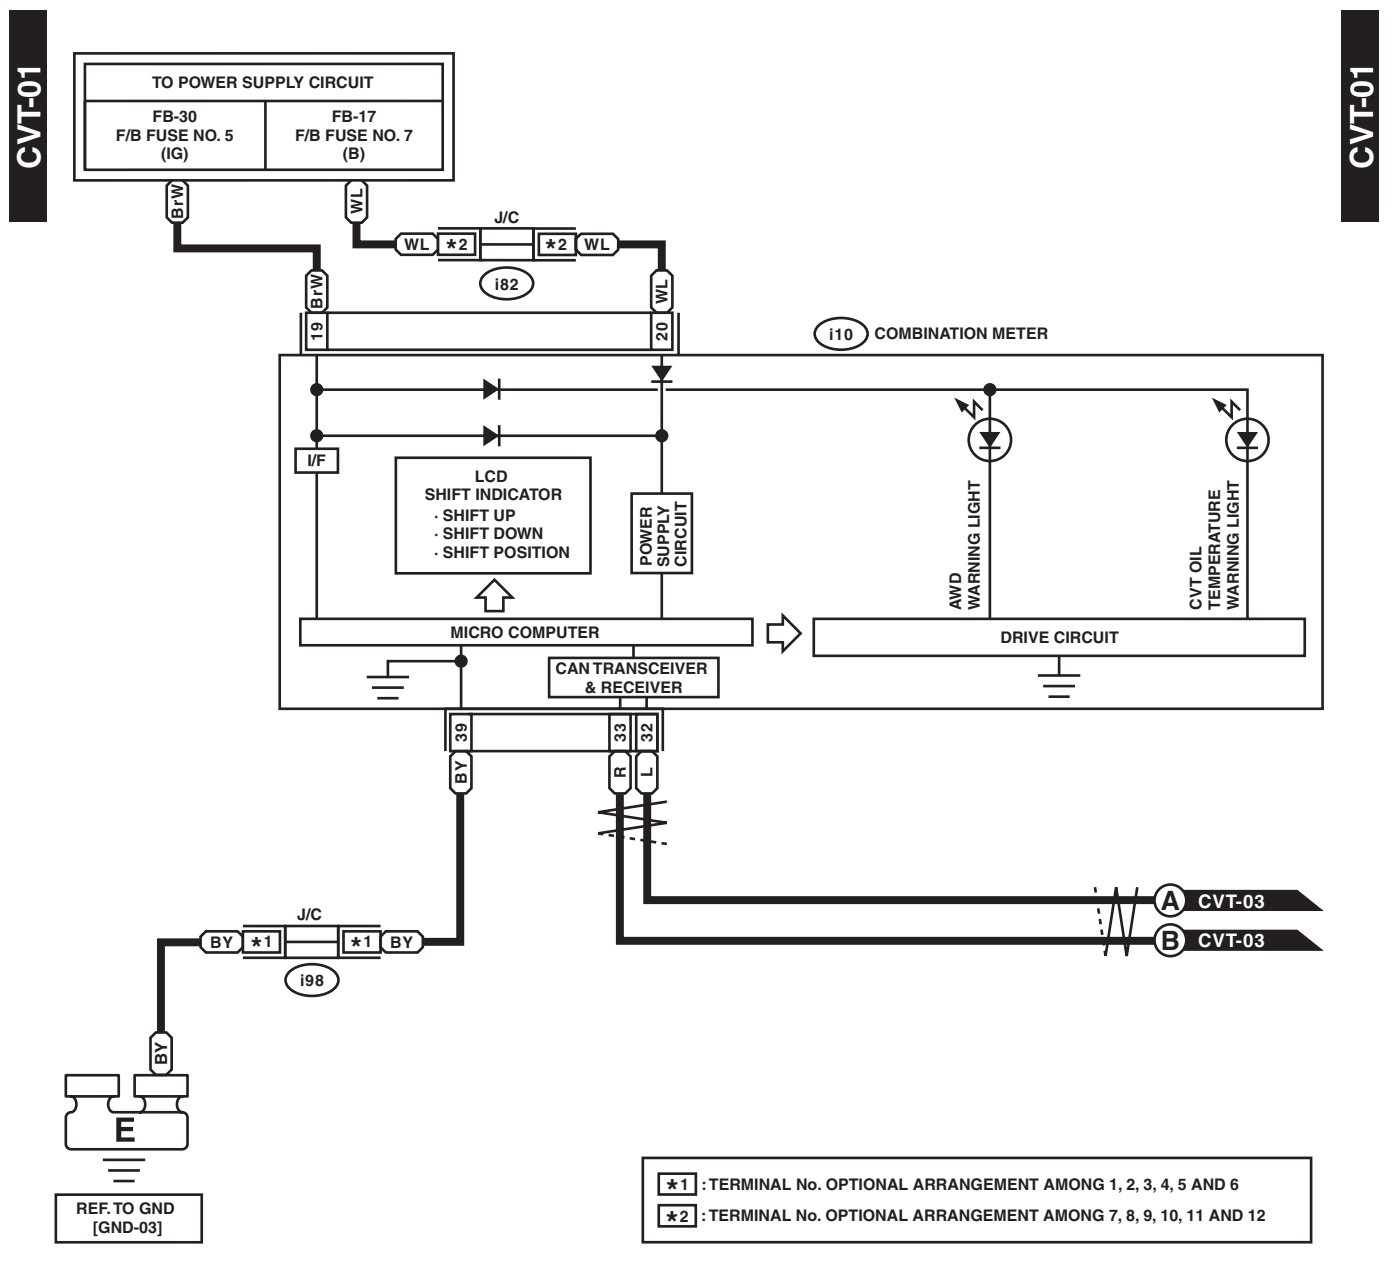 CVT-01
CVT-01
TO POWER SUPPLY CIRCUIT
FB-30
F/B FUSE NO. 5
(IG)
FB-17
F/B FUSE NO. 7
(B)
BrW
WL
J/C
WL
*2
*2
WL
i82
BrW
WL
19
20
i10
COMBINATION METER
I/F
LCD
SHIFT INDICATOR
· SHIFT UP
· SHIFT DOWN
· SHIFT POSITION
POWER
SUPPLY
CIRCUIT
AWD
WARNING LIGHT
CVT OIL
TEMPERATURE
WARNING LIGHT
MICRO COMPUTER
DRIVE CIRCUIT
CAN TRANSCEIVER
& RECEIVER
39
33
32
BY
R
L
A
CVT-03
B
CVT-03
J/C
BY
*1
*1
BY
i98
BY
E
REF. TO GND
[GND-03]
*1 : TERMINAL No. OPTIONAL ARRANGEMENT AMONG 1, 2, 3, 4, 5 AND 6
*2 : TERMINAL No. OPTIONAL ARRANGEMENT AMONG 7, 8, 9, 10, 11 AND 12